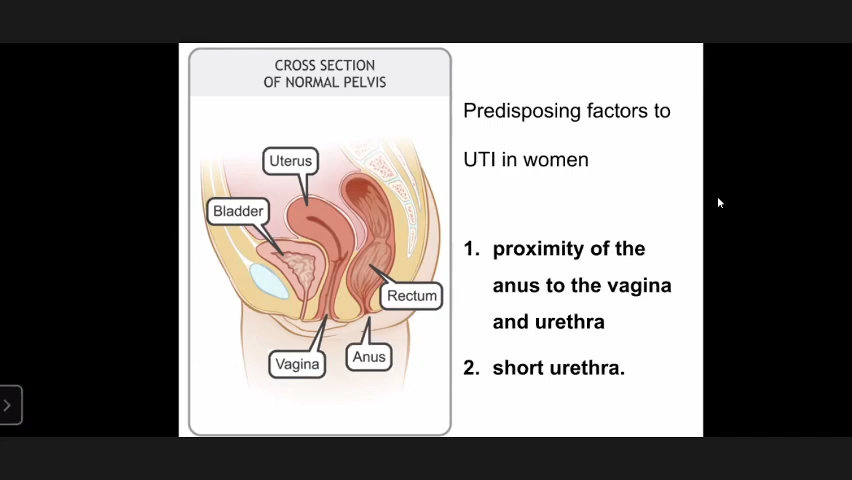 CROSS SECTION
OF NORMAL PELVIS
Uterus
Bladder
Rectum
Vagina
Anus
Predisposing factors to
UTI in women
1. proximity of the
anus to the vagina
and urethra
2. short urethra.